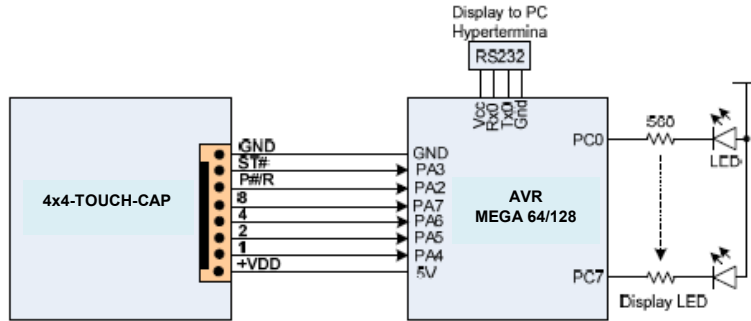 Display to PC
Hypertermina
RS232
Vcc
Rx0
Tx0
Gnd
4x4-TOUCH-CAP
GND
ST#
P#/R
8
4
2
1
+VDD
GND
PA3
PA2
PA7
PA6
PA5
PA4
5V
AVR
MEGA 64/128
PC0
PC7
560
LED
Display LED